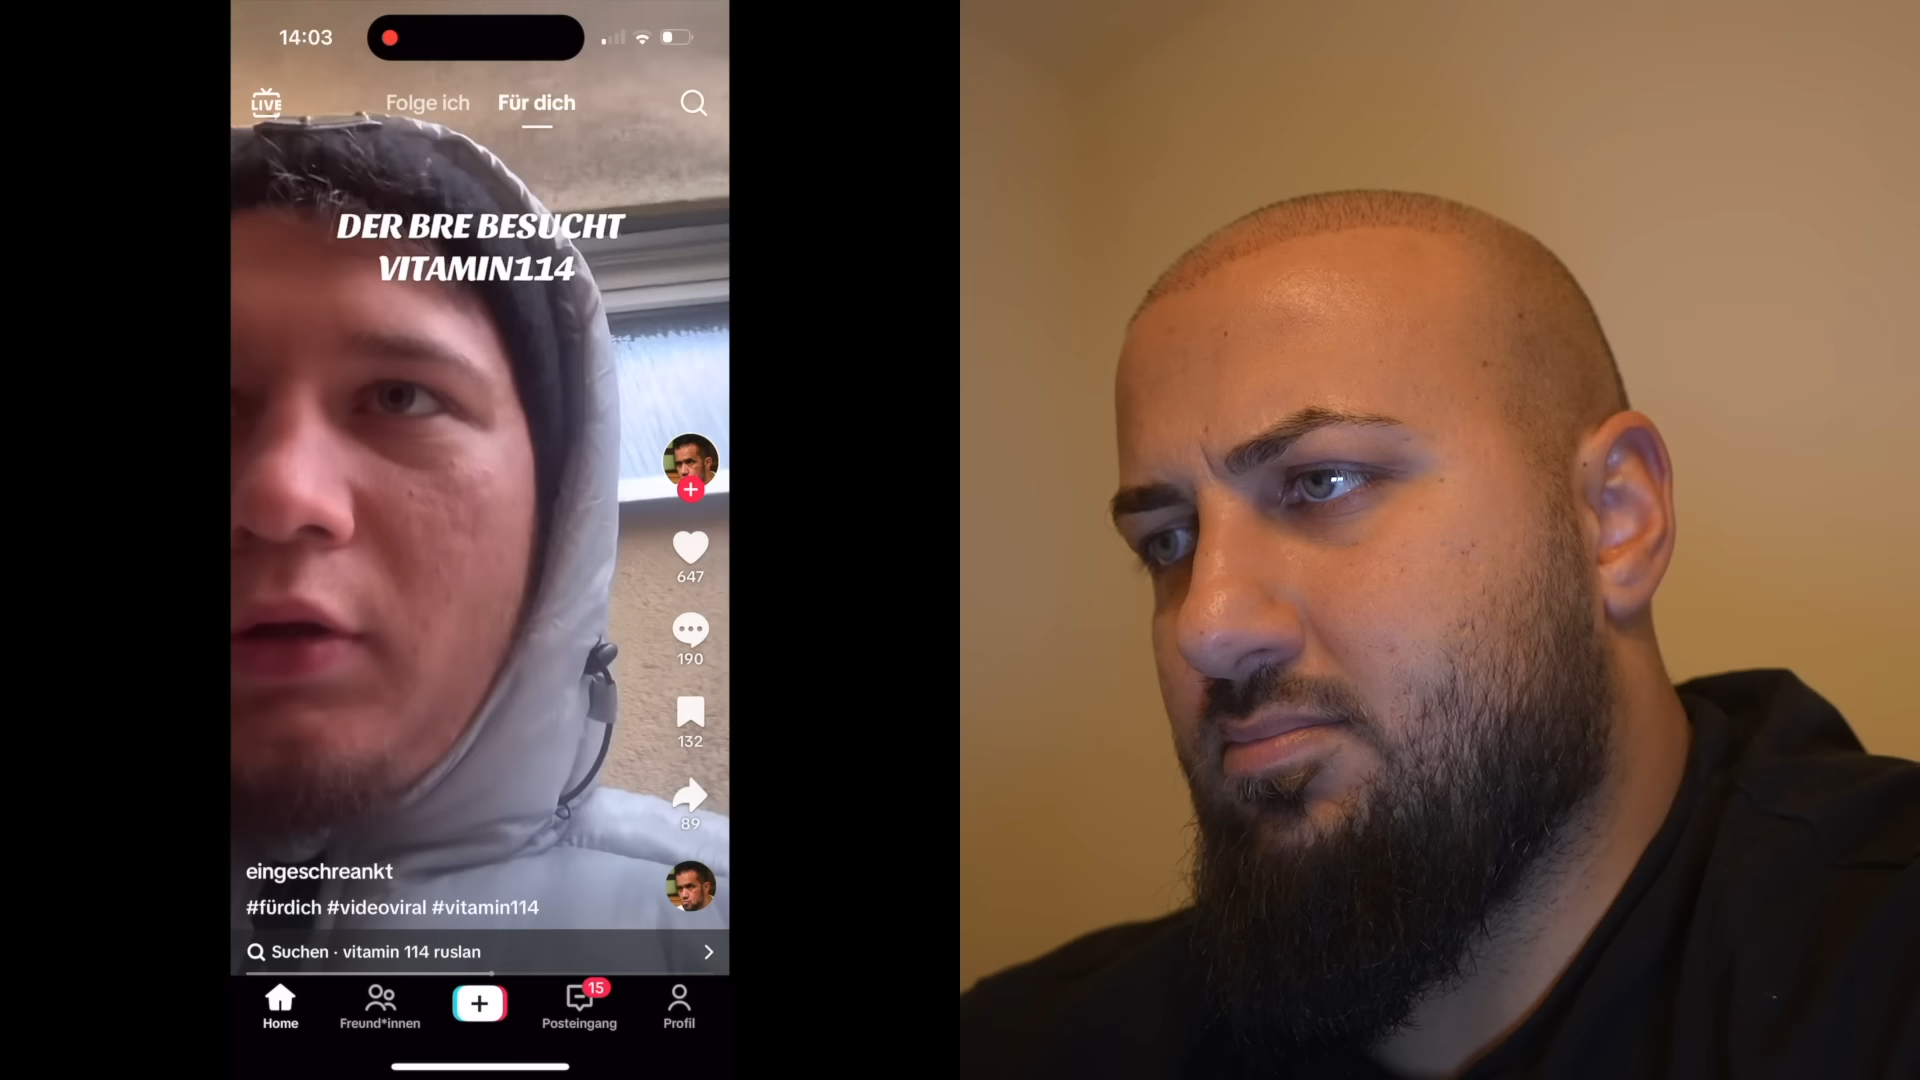 14:03
LIVE
Folge ich
Für dich
DER BRE BESUCHT
VITAMIN114
647
190
132
89
eingeschreankt
#fürdich #videoviral #vitamin114
Suchen · vitamin 114 ruslan
15
Home
Freund*innen
Posteingang
Profil